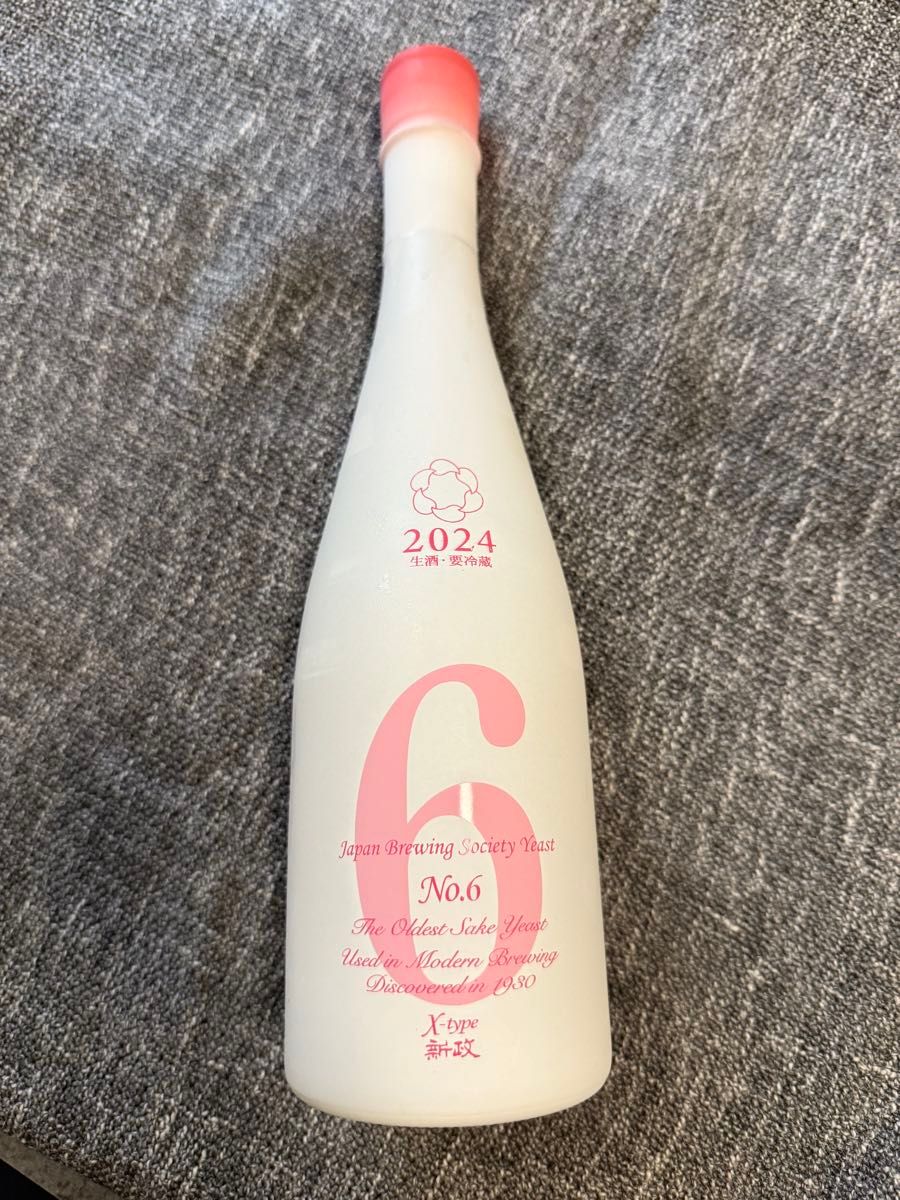 2024
生酒・要冷蔵
6
Japan Brewing Society Yeast
No.6
The Oldest Sake Yeast
Used in Modern Brewing
Discovered in 1930
X-type
新政